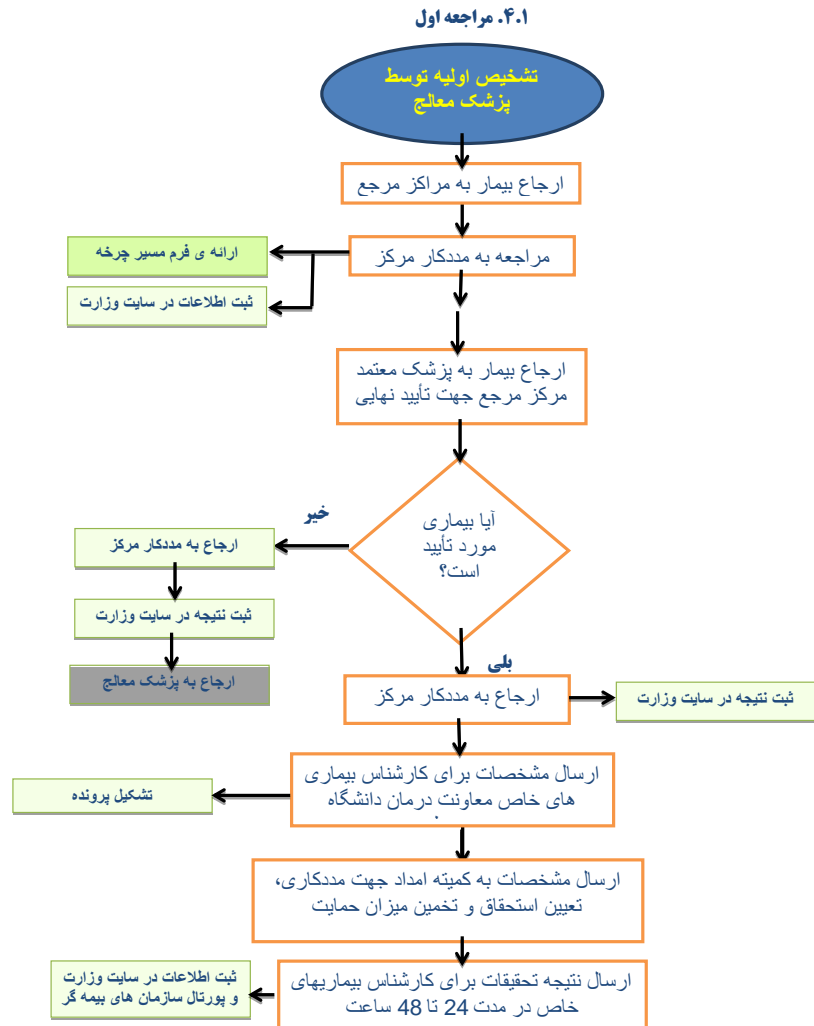 ۴.۱. مراجعه اول
تشخیص اولیه توسط
پزشک معالج
ارجاع بیمار به مراکز مرجع
مراجعه به مددکار مرکز
ارائه ی فرم مسیر چرخه
ثبت اطلاعات در سایت وزارت
ارجاع بیمار به پزشک معتمد
مرکز مرجع جهت تأیید نهایی
آیا بیماری
مورد تأیید
است؟
خیر
ارجاع به مددکار مرکز
ثبت نتیجه در سایت وزارت
ارجاع به پزشک معالج
بلی
ارجاع به مددکار مرکز
ثبت نتیجه در سایت وزارت
ارسال مشخصات برای کارشناس بیماری
های خاص معاونت درمان دانشگاه
تشکیل پرونده
ارسال مشخصات به کمیته امداد جهت مددکاری،
تعیین استحقاق و تخمین میزان حمایت
ارسال نتیجه تحقیقات برای کارشناس بیماریهای
خاص در مدت 24 تا 48 ساعت
ثبت اطلاعات در سایت وزارت
و پورتال سازمان های بیمه گر